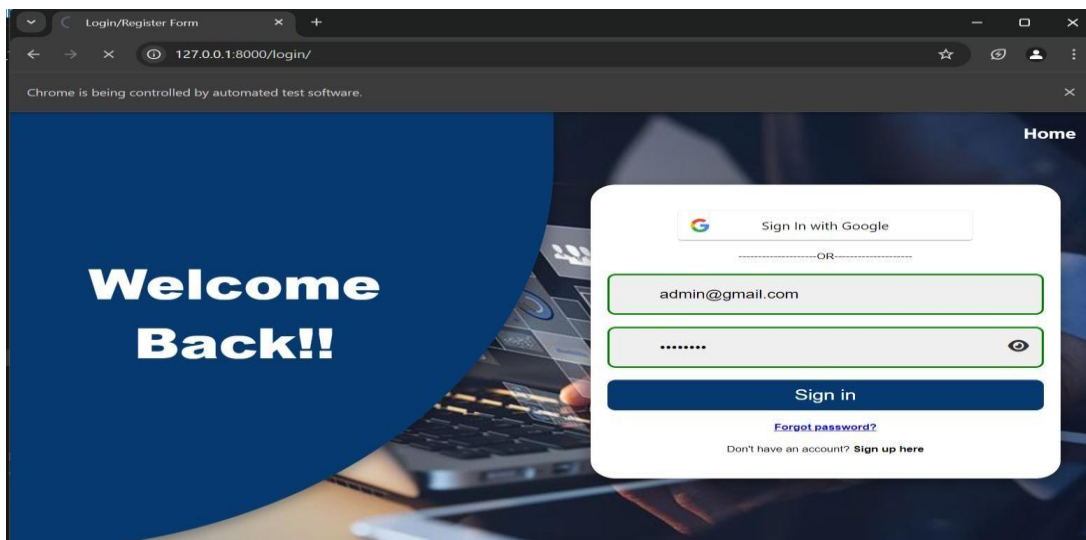 Login/Register Form
127.0.0.1:8000/login/
Chrome is being controlled by automated test software.
Home
Welcome
Back!!
Sign In with Google
--------------------OR--------------------
admin@gmail.com
••••••••
Sign in
Forgot password?
Don't have an account? Sign up here